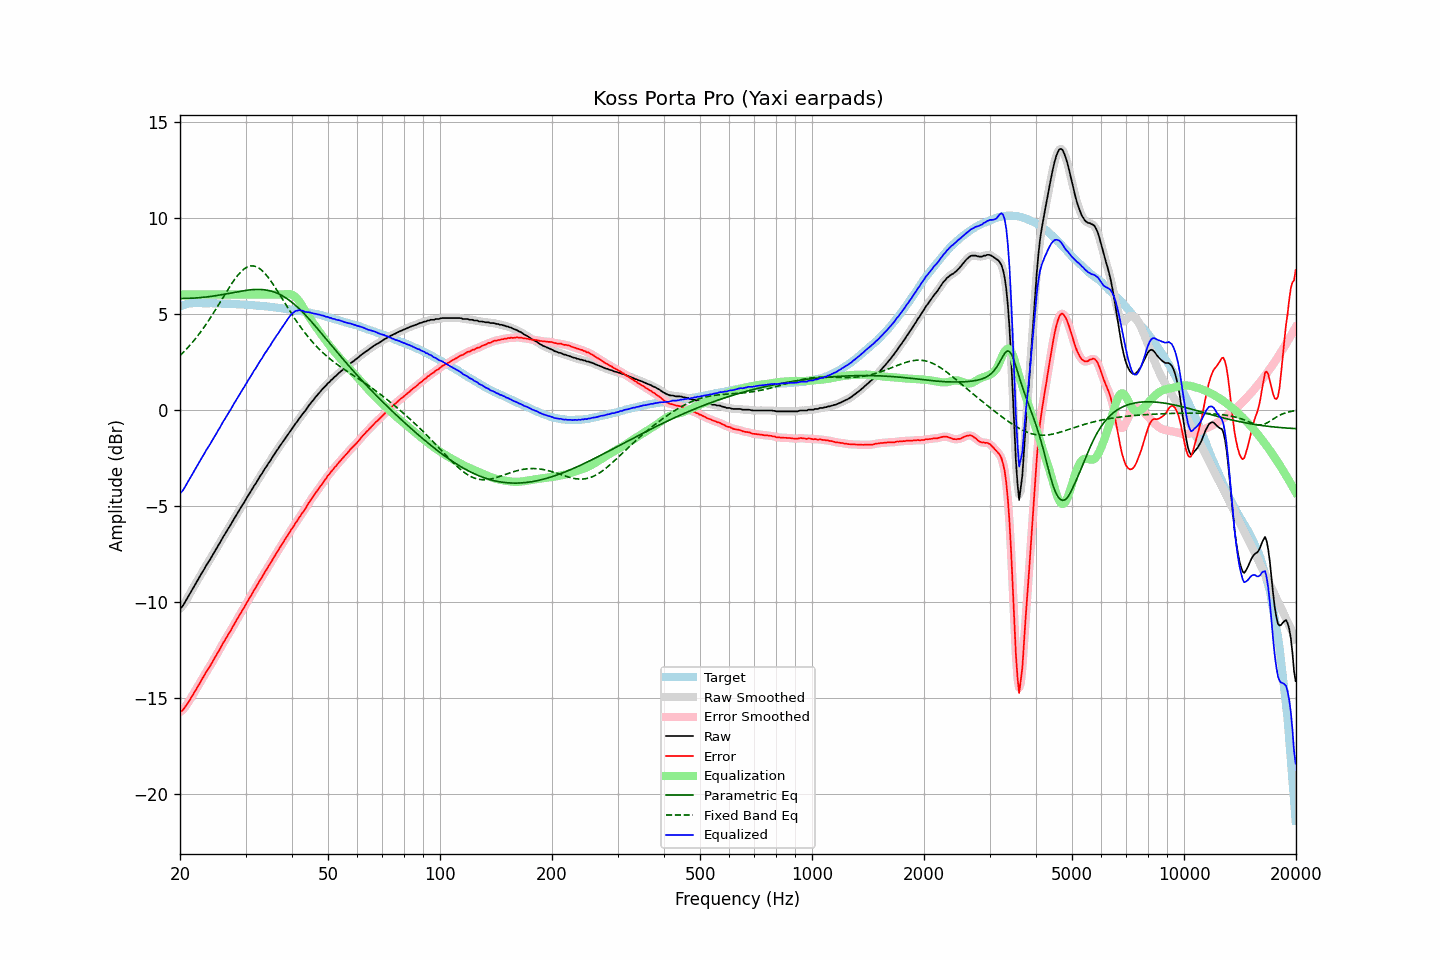 Koss Porta Pro (Yaxi earpads)
15
10
5
0
−5
−10
−15
−20
Amplitude (dBr)
Target
Raw Smoothed
Error Smoothed
Raw
Error
Equalization
Parametric Eq
Fixed Band Eq
Equalized
20 50 100 200 500 1000 2000 5000 10000 20000
Frequency (Hz)